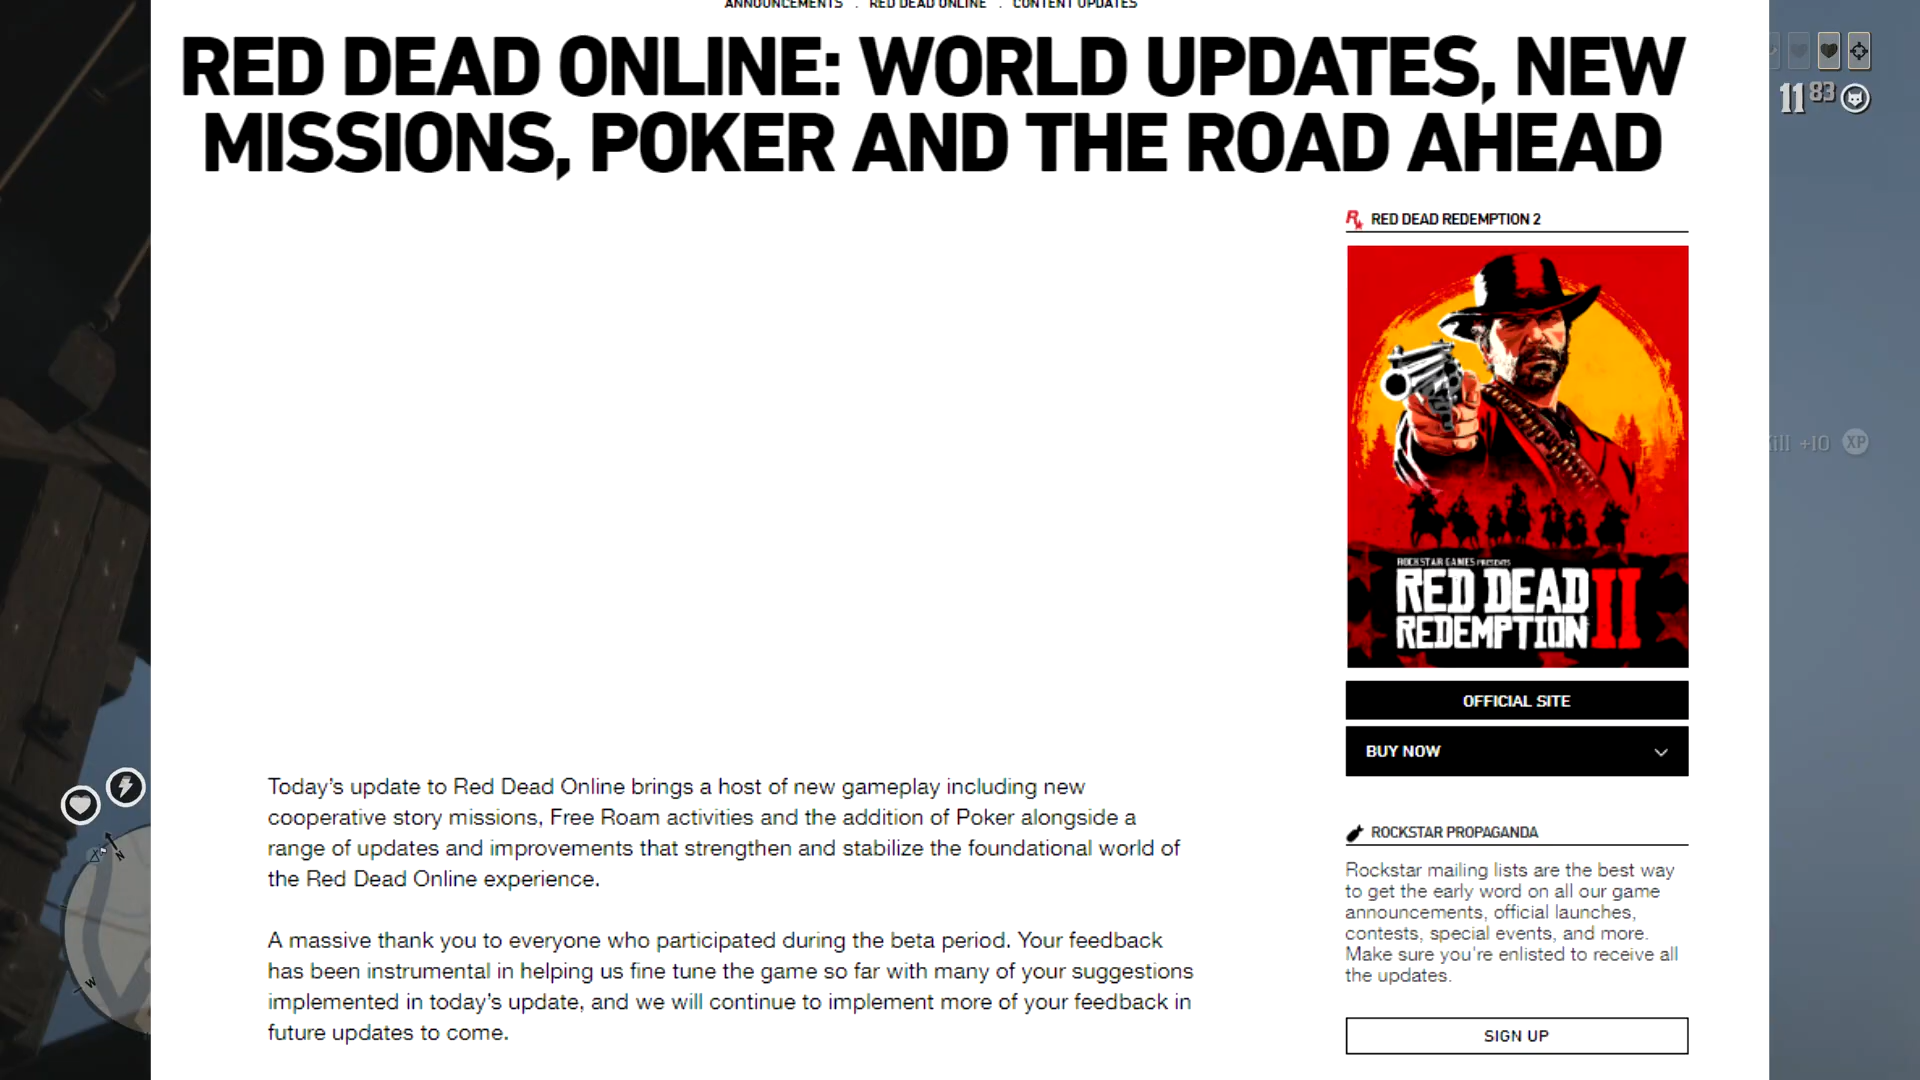 ANNOUNCEMENTS . RED DEAD ONLINE . CONTENT UPDATES
RED DEAD ONLINE: WORLD UPDATES, NEW
MISSIONS, POKER AND THE ROAD AHEAD
11 83
RED DEAD REDEMPTION 2
ROCKSTAR GAMES PRESENTS
RED DEAD
REDEMPTION II
+10 XP
OFFICIAL SITE
BUY NOW
Today's update to Red Dead Online brings a host of new gameplay including new
cooperative story missions, Free Roam activities and the addition of Poker alongside a
range of updates and improvements that strengthen and stabilize the foundational world of
the Red Dead Online experience.
A massive thank you to everyone who participated during the beta period. Your feedback
has been instrumental in helping us fine tune the game so far with many of your suggestions
implemented in today's update, and we will continue to implement more of your feedback in
future updates to come.
ROCKSTAR PROPAGANDA
Rockstar mailing lists are the best way
to get the early word on all our game
announcements, official launches,
contests, special events, and more.
Make sure you're enlisted to receive all
the updates.
SIGN UP
N
W